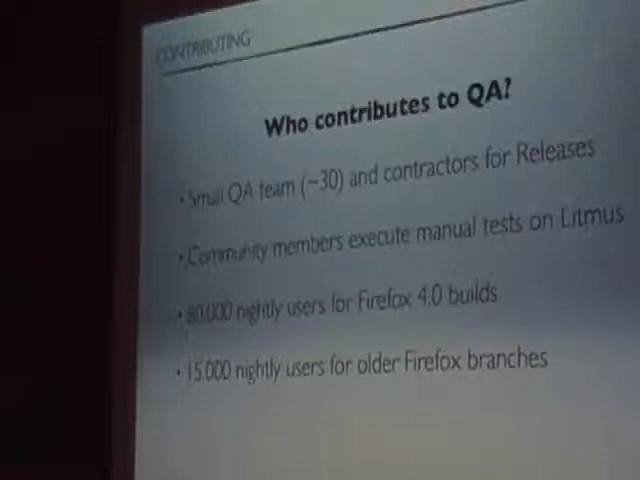 CONTRIBUTING
Who contributes to QA?
• Small QA team (~30) and contractors for Releases
• Community members execute manual tests on Litmus
• 80,000 nightly users for Firefox 4.0 builds
• 15,000 nightly users for older Firefox branches